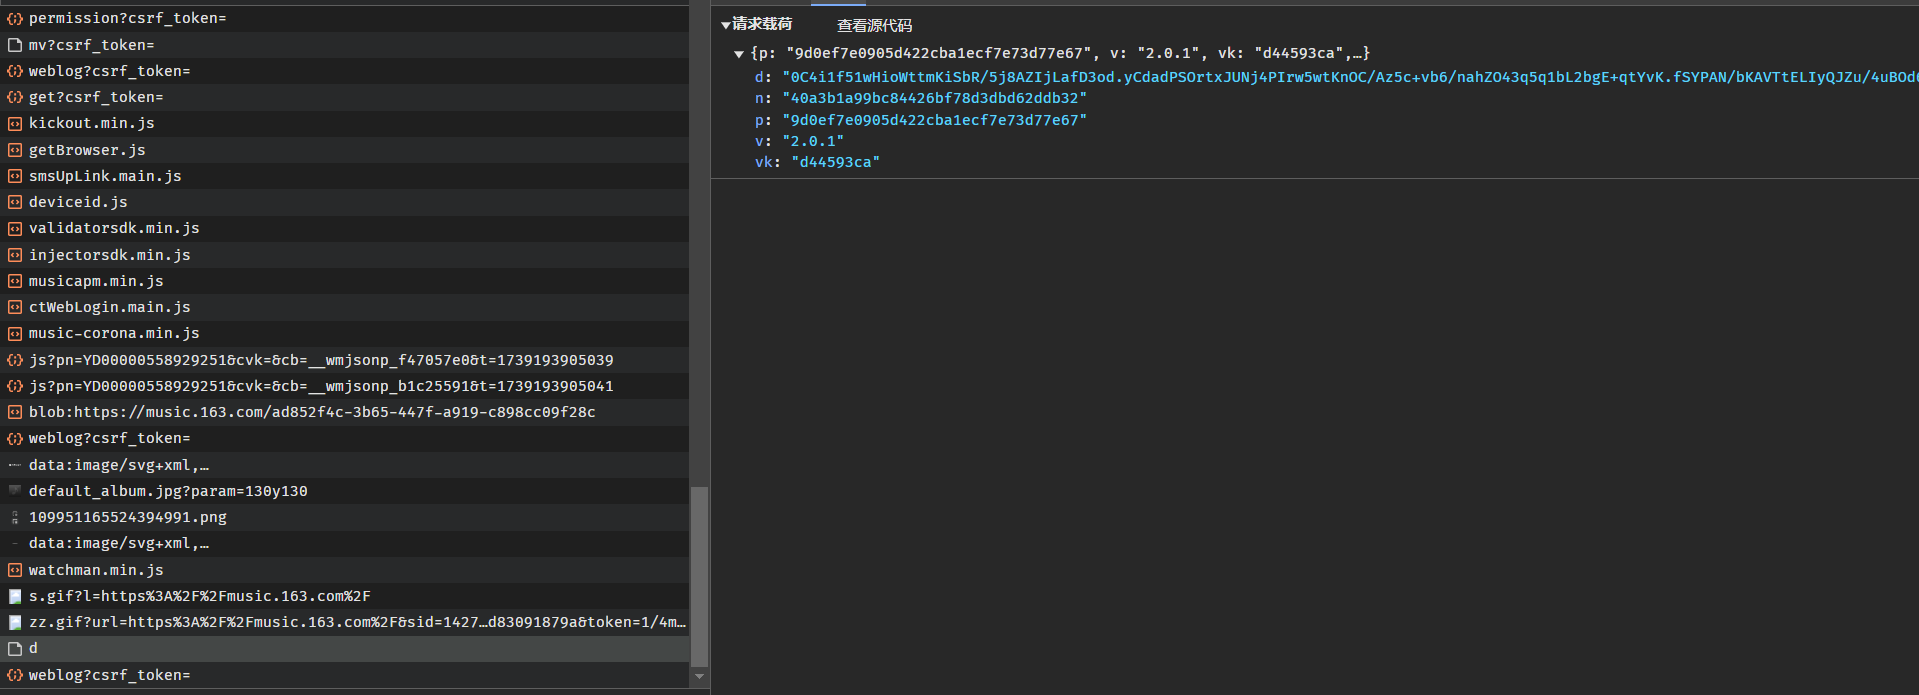 permission?csrf_token=
mv?csrf_token=
weblog?csrf_token=
get?csrf_token=
kickout.min.js
getBrowser.js
smsUpLink.main.js
deviceid.js
validatorsdk.min.js
injectorsdk.min.js
musicapm.min.js
ctWebLogin.main.js
music-corona.min.js
js?pn=YD00000558929251&cvk=&cb=__wmjsonp_f47057e0&t=1739193905039
js?pn=YD00000558929251&cvk=&cb=__wmjsonp_b1c25591&t=1739193905041
blob:https://music.163.com/ad852f4c-3b65-447f-a919-c898cc09f28c
weblog?csrf_token=
data:image/svg+xml,…
default_album.jpg?param=130y130
109951165524394991.png
data:image/svg+xml,…
watchman.min.js
s.gif?l=https%3A%2F%2Fmusic.163.com%2F
zz.gif?url=https%3A%2F%2Fmusic.163.com%2F&sid=1427…d83091879a&token=1/4m…
d
weblog?csrf_token=
请求载荷 查看源代码
{p: "9d0ef7e0905d422cba1ecf7e73d77e67", v: "2.0.1", vk: "d44593ca",…}
d: "0C4i1f51wHioWttmKiSbR/5j8AZIjLafD3od.yCdadPSOrtxJUNj4PIrw5wtKnOC/Az5c+vb6/nahZO43q5q1bL2bgE+qtYvK.fSYPAN/bKAVTtELIyQJZu/4uBOd
n: "40a3b1a99bc84426bf78d3dbd62ddb32"
p: "9d0ef7e0905d422cba1ecf7e73d77e67"
v: "2.0.1"
vk: "d44593ca"